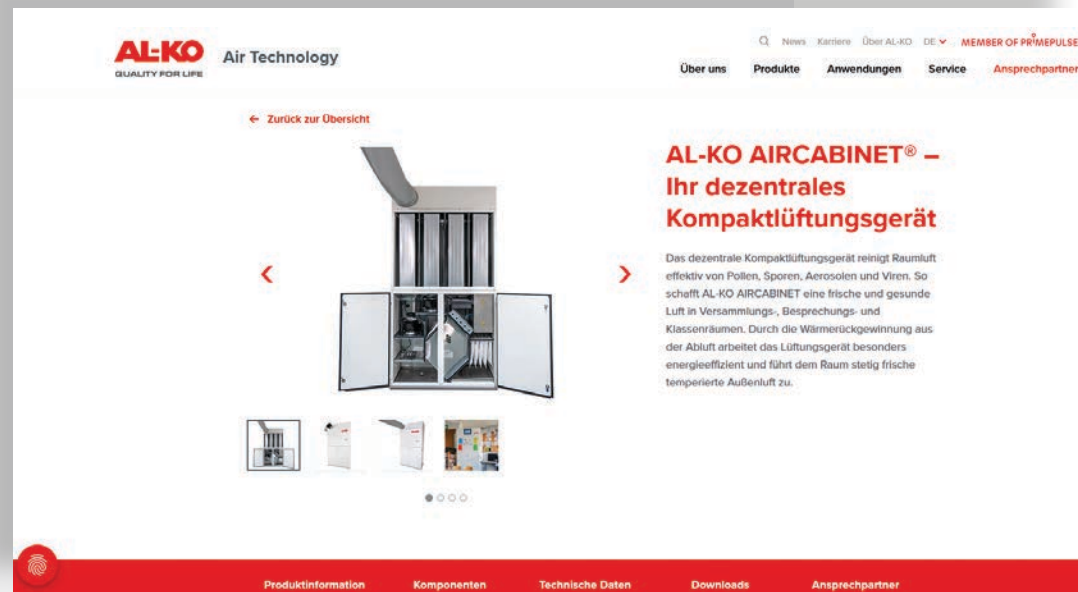 AL-KO
QUALITY FOR LIFE
Air Technology
News Karriere Über AL-KO DE MEMBER OF PRIMEPULSE
Über uns Produkte Anwendungen Service Ansprechpartner
← Zurück zur Übersicht
AL-KO AIRCABINET® –
Ihr dezentrales
Kompaktlüftungsgerät
Das dezentrale Kompaktlüftungsgerät reinigt Raumluft
effektiv von Pollen, Sporen, Aerosolen und Viren. So
schafft AL-KO AIRCABINET eine frische und gesunde
Luft in Versammlungs-, Besprechungs- und
Klassenräumen. Durch die Wärmerückgewinnung aus
der Abluft arbeitet das Lüftungsgerät besonders
energieeffizient und führt dem Raum stetig frische
temperierte Außenluft zu.
Produktinformation Komponenten Technische Daten Downloads Ansprechpartner